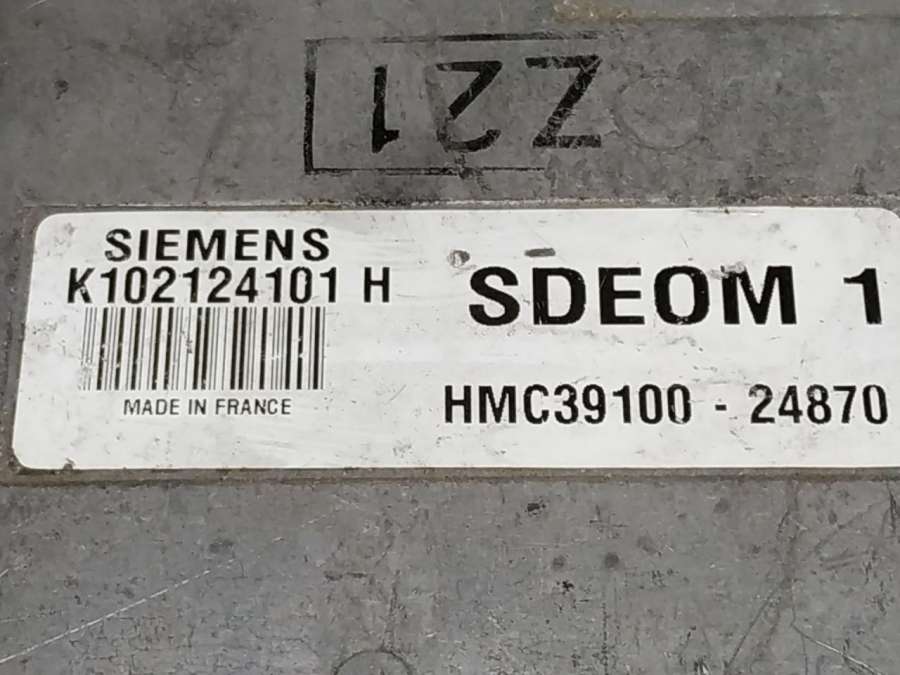 Z21
SIEMENS
K102124101 H
MADE IN FRANCE
SDEOM 1
HMC39100 - 24870